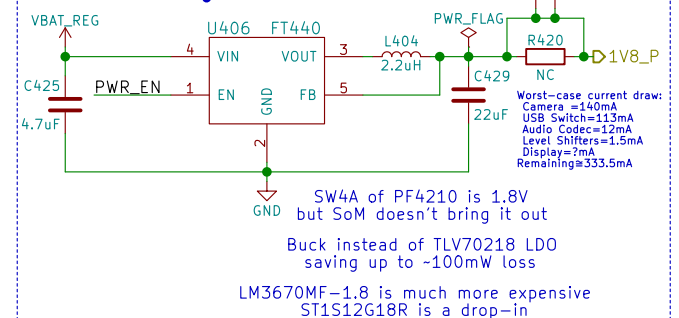 VBAT_REG
U406 FT440
PWR_FLAG
4 VIN VOUT 3
L404
2.2uH
R420
NC
1V8_P
C425
4.7uF
PWR_EN
1 EN FB 5
GND
2
C429
22uF
Worst-case current draw:
Camera =140mA
USB Switch=113mA
Audio Codec=12mA
Level Shifters=1.5mA
Display=?mA
Remaining≅333.5mA
GND
SW4A of PF4210 is 1.8V
but SoM doesn't bring it out
Buck instead of TLV70218 LDO
saving up to ~100mW loss
LM3670MF-1.8 is much more expensive
ST1S12G18R is a drop-in